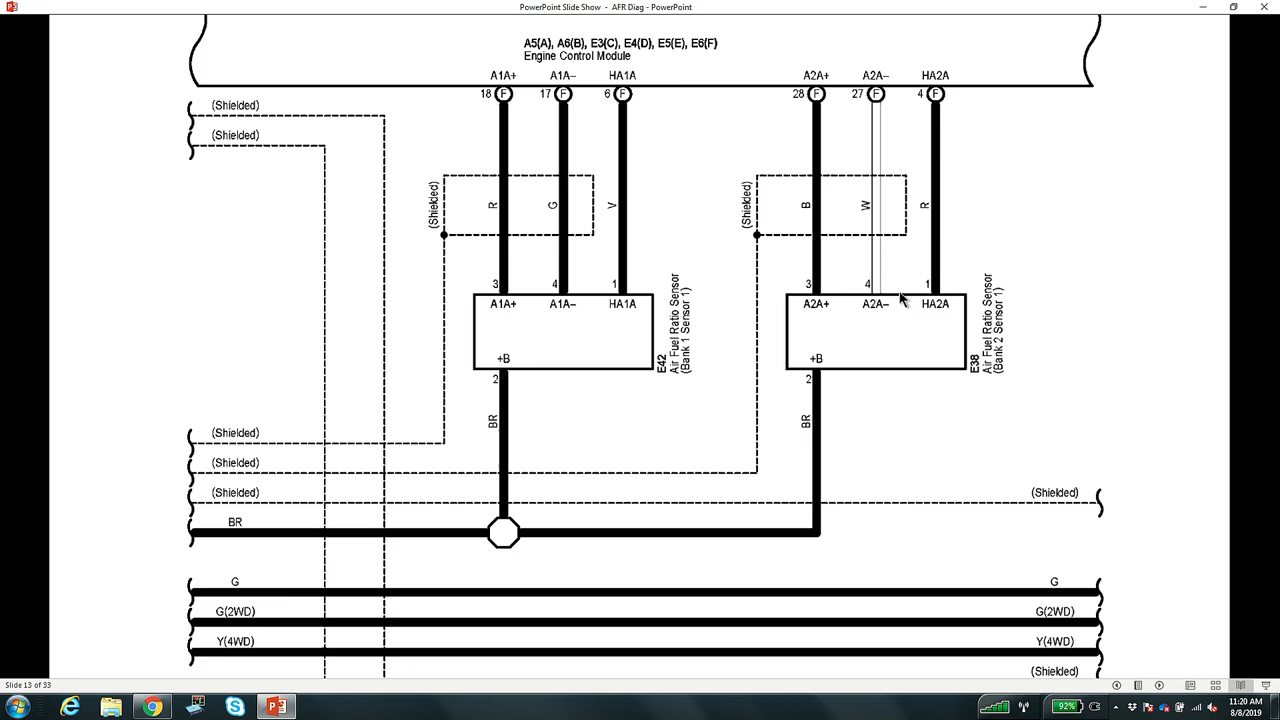 PowerPoint Slide Show - AFR Diag - PowerPoint
A5(A), A6(B), E3(C), E4(D), E5(E), E6(F)
Engine Control Module
A1A+ A1A− HA1A A2A+ A2A− HA2A
18 F 17 F 6 F 28 F 27 F 4 F
(Shielded)
(Shielded)
(Shielded) R G V (Shielded) B W R
3 4 1 3 4 1
A1A+ A1A− HA1A A2A+ A2A− HA2A
+B +B
E42
Air Fuel Ratio Sensor
(Bank 1 Sensor 1)
E38
Air Fuel Ratio Sensor
(Bank 2 Sensor 1)
2 2
BR BR
(Shielded)
(Shielded)
(Shielded) (Shielded)
BR
G G
G(2WD) G(2WD)
Y(4WD) Y(4WD)
(Shielded)
Slide 13 of 33
92% 11:20 AM
8/8/2019